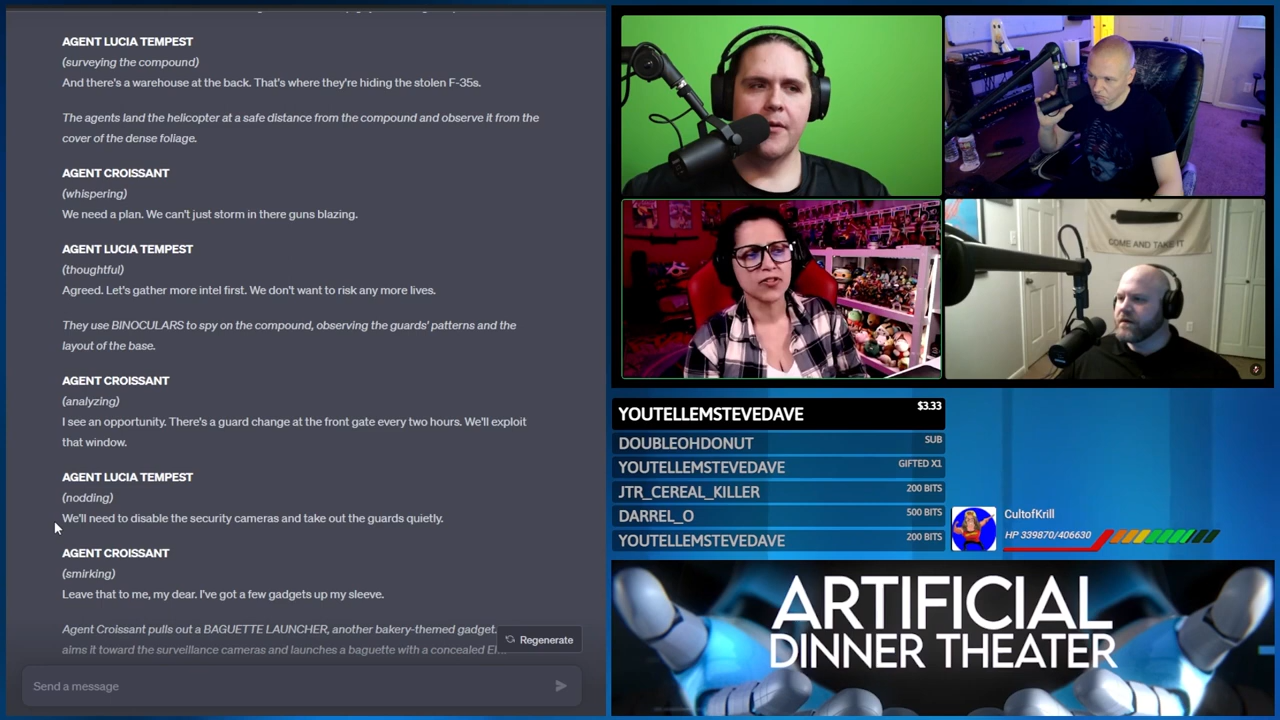 AGENT LUCIA TEMPEST
(surveying the compound)
And there's a warehouse at the back. That's where they're hiding the stolen F-35s.
The agents land the helicopter at a safe distance from the compound and observe it from the
cover of the dense foliage.
AGENT CROISSANT
(whispering)
We need a plan. We can't just storm in there guns blazing.
AGENT LUCIA TEMPEST
(thoughtful)
Agreed. Let's gather more intel first. We don't want to risk any more lives.
They use BINOCULARS to spy on the compound, observing the guards' patterns and the
layout of the base.
AGENT CROISSANT
(analyzing)
I see an opportunity. There's a guard change at the front gate every two hours. We'll exploit
that window.
AGENT LUCIA TEMPEST
(nodding)
We'll need to disable the security cameras and take out the guards quietly.
AGENT CROISSANT
(smirking)
Leave that to me, my dear. I've got a few gadgets up my sleeve.
Agent Croissant pulls out a BAGUETTE LAUNCHER, another bakery-themed gadget.
aims it toward the surveillance cameras and launches a baguette with a concealed
Regenerate
Send a message
COME AND TAKE IT
YOUTELLEMSTEVEDAVE $3.33
DOUBLEOHDONUT SUB
YOUTELLEMSTEVEDAVE GIFTED X1
JTR_CEREAL_KILLER 200 BITS
DARREL_O 500 BITS
YOUTELLEMSTEVEDAVE 200 BITS
CultofKrill
HP 339870/406630
ARTIFICIAL
DINNER THEATER